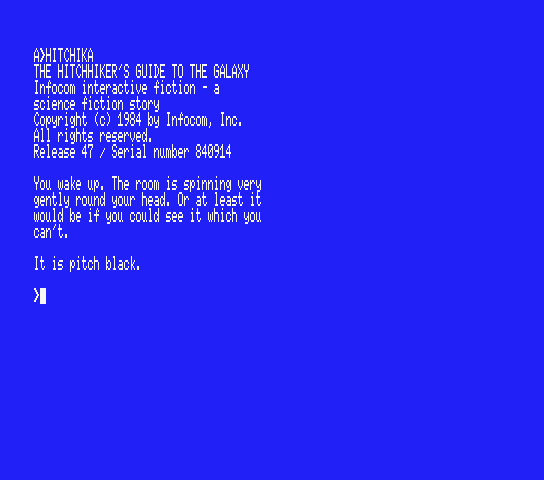 A>HITCHIKA
THE HITCHHIKER'S GUIDE TO THE GALAXY
Infocom interactive fiction - a
science fiction story
Copyright (c) 1984 by Infocom, Inc.
All rights reserved.
Release 47 / Serial number 840914
You wake up. The room is spinning very
gently round your head. Or at least it
would be if you could see it which you
can't.
It is pitch black.
>